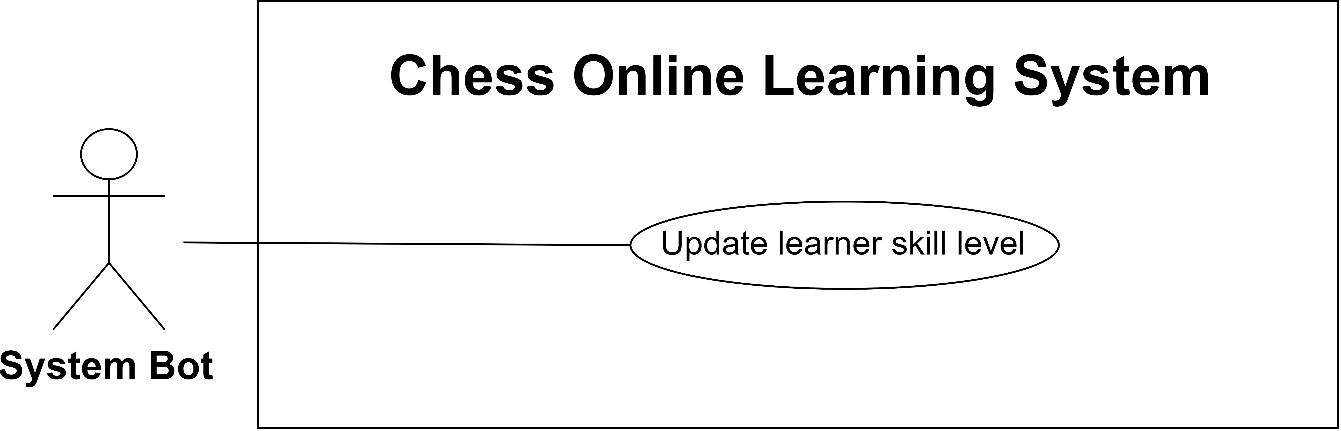 Chess Online Learning System
Update learner skill level
System Bot